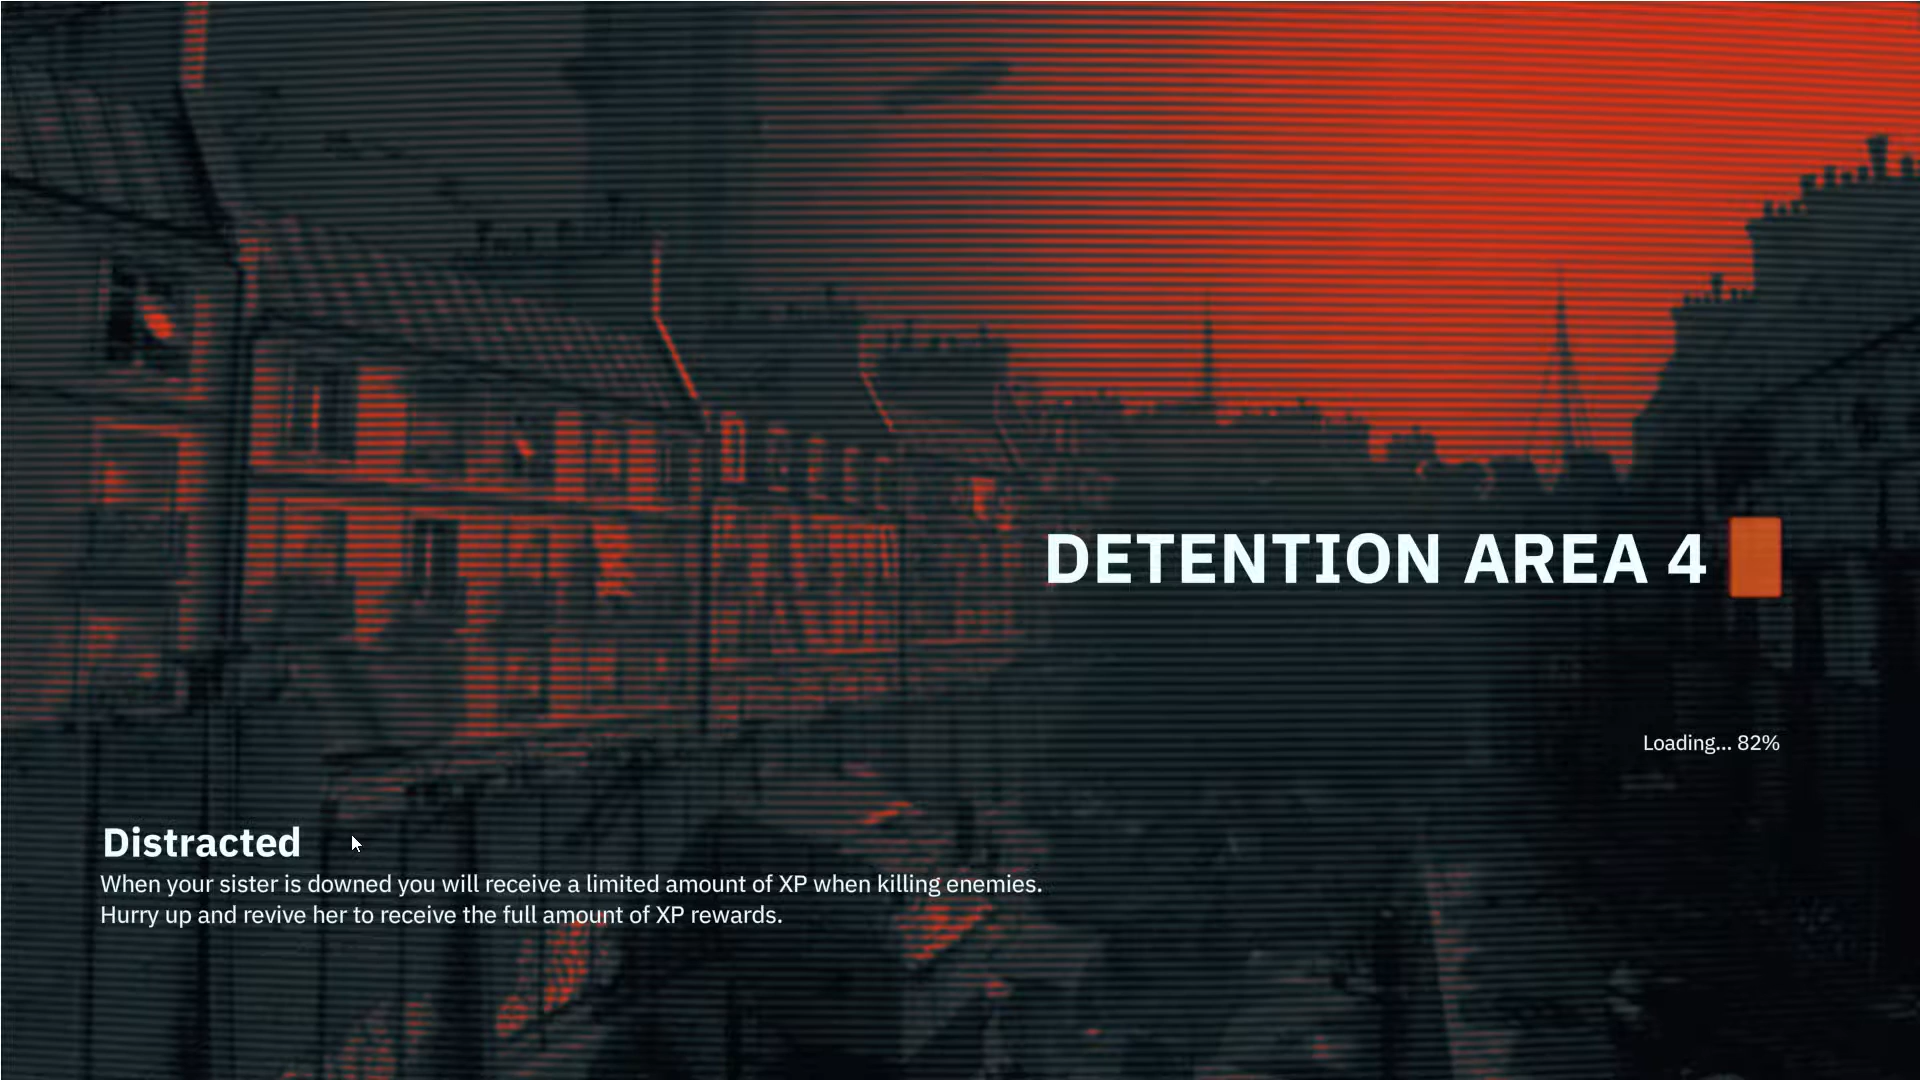 DETENTION AREA 4
Loading... 82%
Distracted
When your sister is downed you will receive a limited amount of XP when killing enemies.
Hurry up and revive her to receive the full amount of XP rewards.